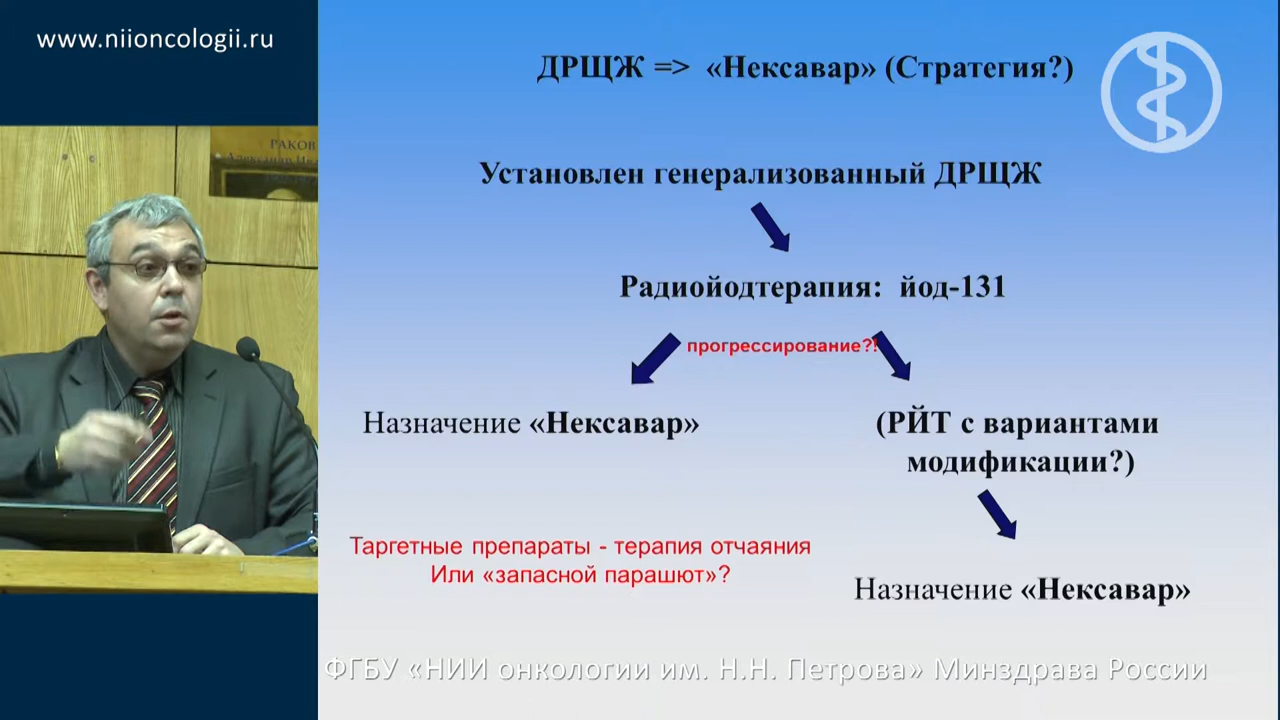 www.niioncologii.ru
ДРЩЖ => «Нексавар» (Стратегия?)
РАКОВ
Установлен генерализованный ДРЩЖ
Радиойодтерапия: йод-131
прогрессирование?!
Назначение «Нексавар»
(РЙТ с вариантами
модификации?)
Таргетные препараты - терапия отчаяния
Или «запасной парашют»?
Назначение «Нексавар»
ФГБУ «НИИ онкологии им. Н.Н. Петрова» Минздрава России